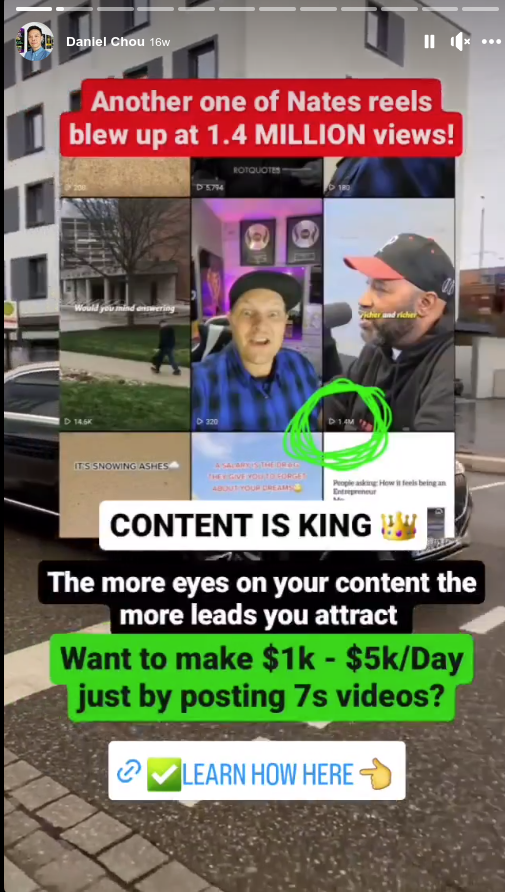 Daniel Chou 16w
Another one of Nates reels
blew up at 1.4 MILLION views!
200
ROTQUOTES
5,794
180
Would you mind answering
richer and richer
14.6K
320
1.4M
IT'S SNOWING ASHES
A SALARY IS THE DRUG
THEY GIVE YOU TO FORGET
ABOUT YOUR DREAMS
People asking: How it feels being an
Entrepreneur
CONTENT IS KING 👑
The more eyes on your content the
more leads you attract
Want to make $1k - $5k/Day
just by posting 7s videos?
✅LEARN HOW HERE 👈